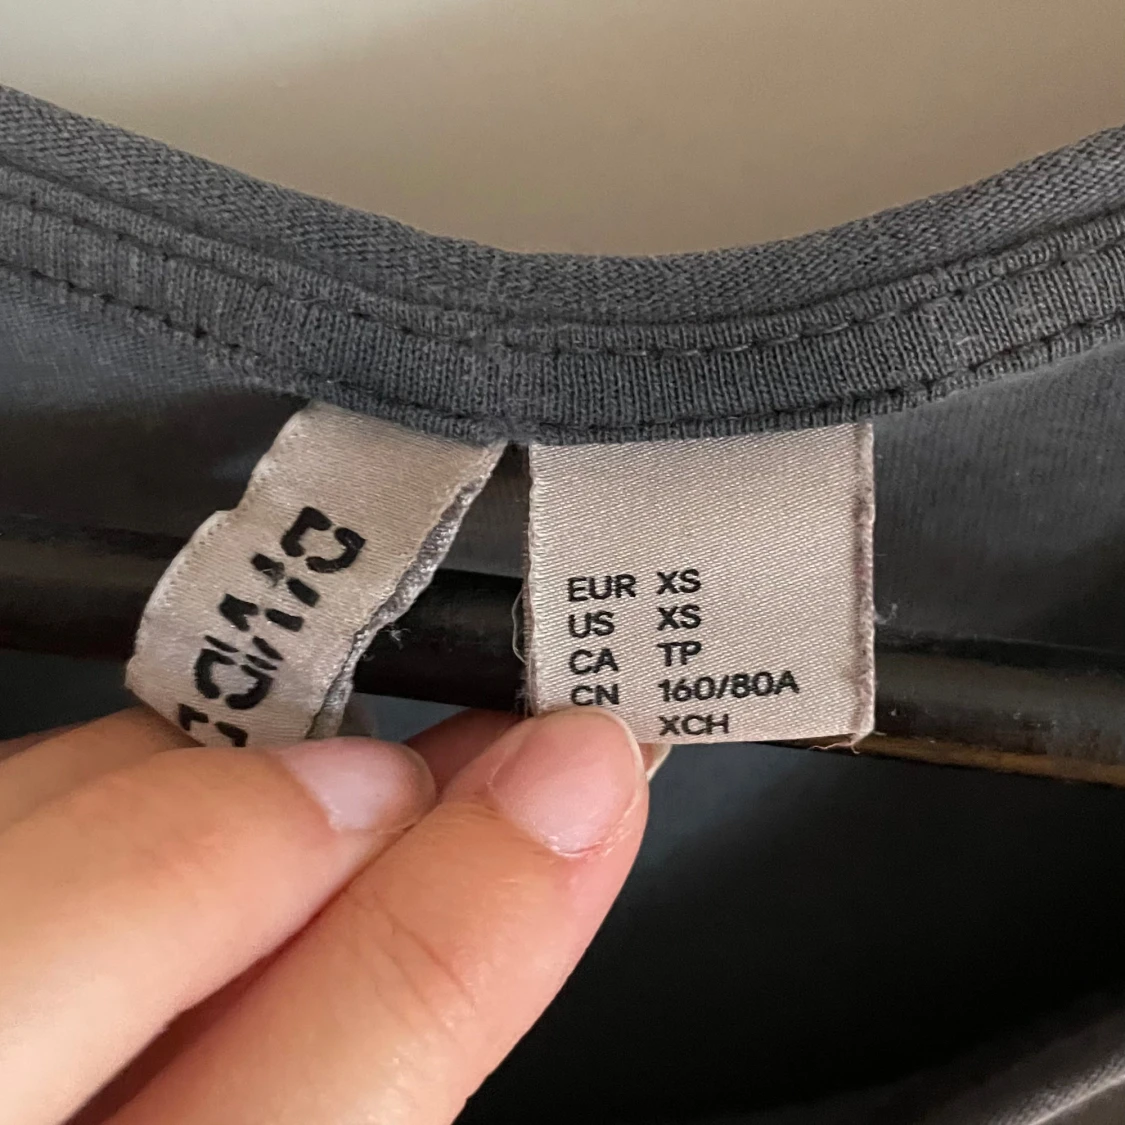 EUR XS
US XS
CA TP
CN 160/80A
XCH